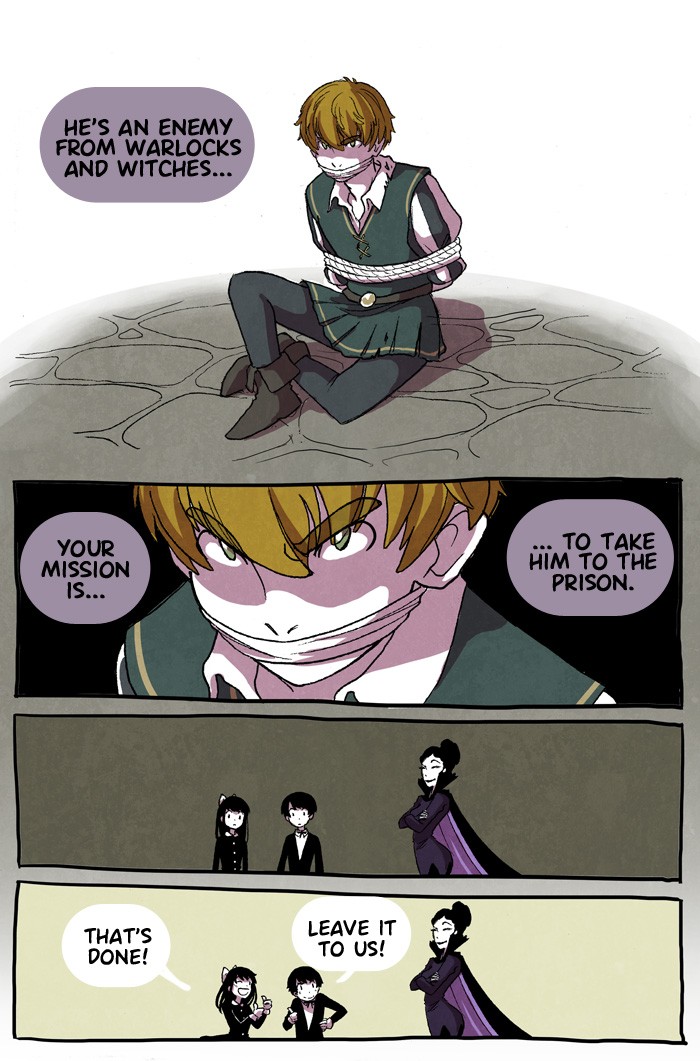 HE'S AN ENEMY
FROM WARLOCKS
AND WITCHES...
YOUR
MISSION
IS...
... TO TAKE
HIM TO THE
PRISON.
THAT'S
DONE!
LEAVE IT
TO US!